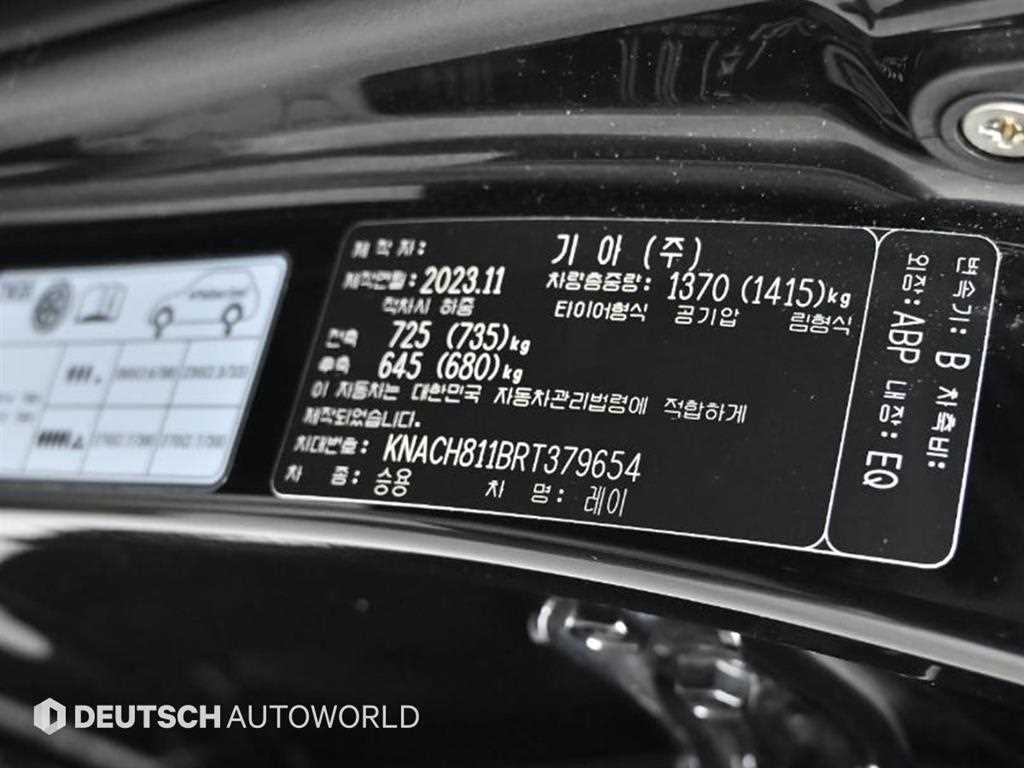 제작자: 기아(주)
제작연월: 2023.11 차량총중량: 1370 (1415)kg
적차시 하중 타이어형식 공기압 림형식
전축 725 (735)kg
후축 645 (680)kg
이 자동차는 대한민국 자동차관리법령에 적합하게
제작되었습니다.
차대번호: KNACH811BRT379654
차 종: 승용 차 명: 레이
변속기: B 차축비:
외장: ABP 내장: EQ
DEUTSCH AUTOWORLD